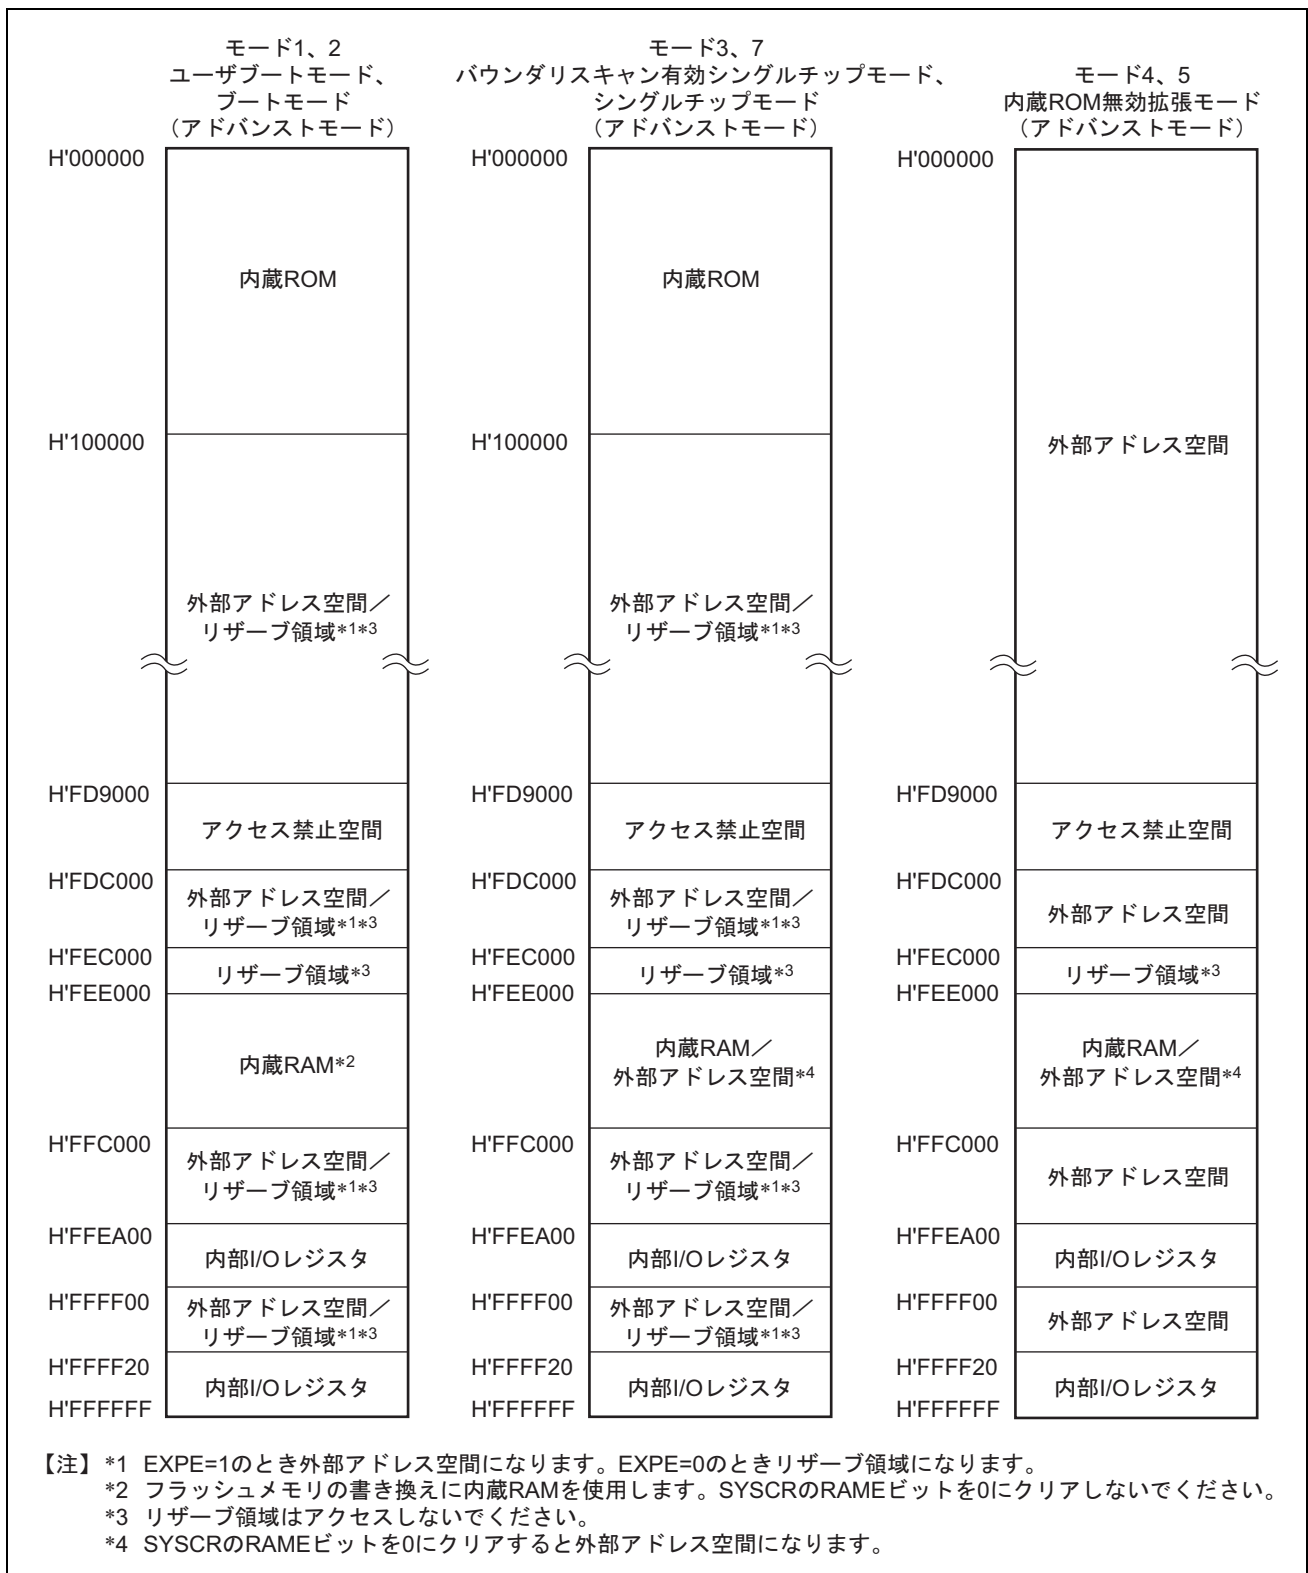 モード1、2
ユーザブートモード、
ブートモード
（アドバンストモード）
H'000000
内蔵ROM
H'100000
外部アドレス空間／
リザーブ領域*1*3
H'FD9000
アクセス禁止空間
H'FDC000
外部アドレス空間／
リザーブ領域*1*3
H'FEC000
リザーブ領域*3
H'FEE000
内蔵RAM*2
H'FFC000
外部アドレス空間／
リザーブ領域*1*3
H'FFEA00
内部I/Oレジスタ
H'FFFF00
外部アドレス空間／
リザーブ領域*1*3
H'FFFF20
内部I/Oレジスタ
H'FFFFFF
モード3、7
バウンダリスキャン有効シングルチップモード、
シングルチップモード
（アドバンストモード）
H'000000
内蔵ROM
H'100000
外部アドレス空間／
リザーブ領域*1*3
H'FD9000
アクセス禁止空間
H'FDC000
外部アドレス空間／
リザーブ領域*1*3
H'FEC000
リザーブ領域*3
H'FEE000
内蔵RAM／
外部アドレス空間*4
H'FFC000
外部アドレス空間／
リザーブ領域*1*3
H'FFEA00
内部I/Oレジスタ
H'FFFF00
外部アドレス空間／
リザーブ領域*1*3
H'FFFF20
内部I/Oレジスタ
H'FFFFFF
モード4、5
内蔵ROM無効拡張モード
（アドバンストモード）
H'000000
外部アドレス空間
H'FD9000
アクセス禁止空間
H'FDC000
外部アドレス空間
H'FEC000
リザーブ領域*3
H'FEE000
内蔵RAM／
外部アドレス空間*4
H'FFC000
外部アドレス空間
H'FFEA00
内部I/Oレジスタ
H'FFFF00
外部アドレス空間
H'FFFF20
内部I/Oレジスタ
H'FFFFFF
【注】 *1 EXPE=1のとき外部アドレス空間になります。EXPE=0のときリザーブ領域になります。
*2 フラッシュメモリの書き換えに内蔵RAMを使用します。SYSCRのRAMEビットを0にクリアしないでください。
*3 リザーブ領域はアクセスしないでください。
*4 SYSCRのRAMEビットを0にクリアすると外部アドレス空間になります。